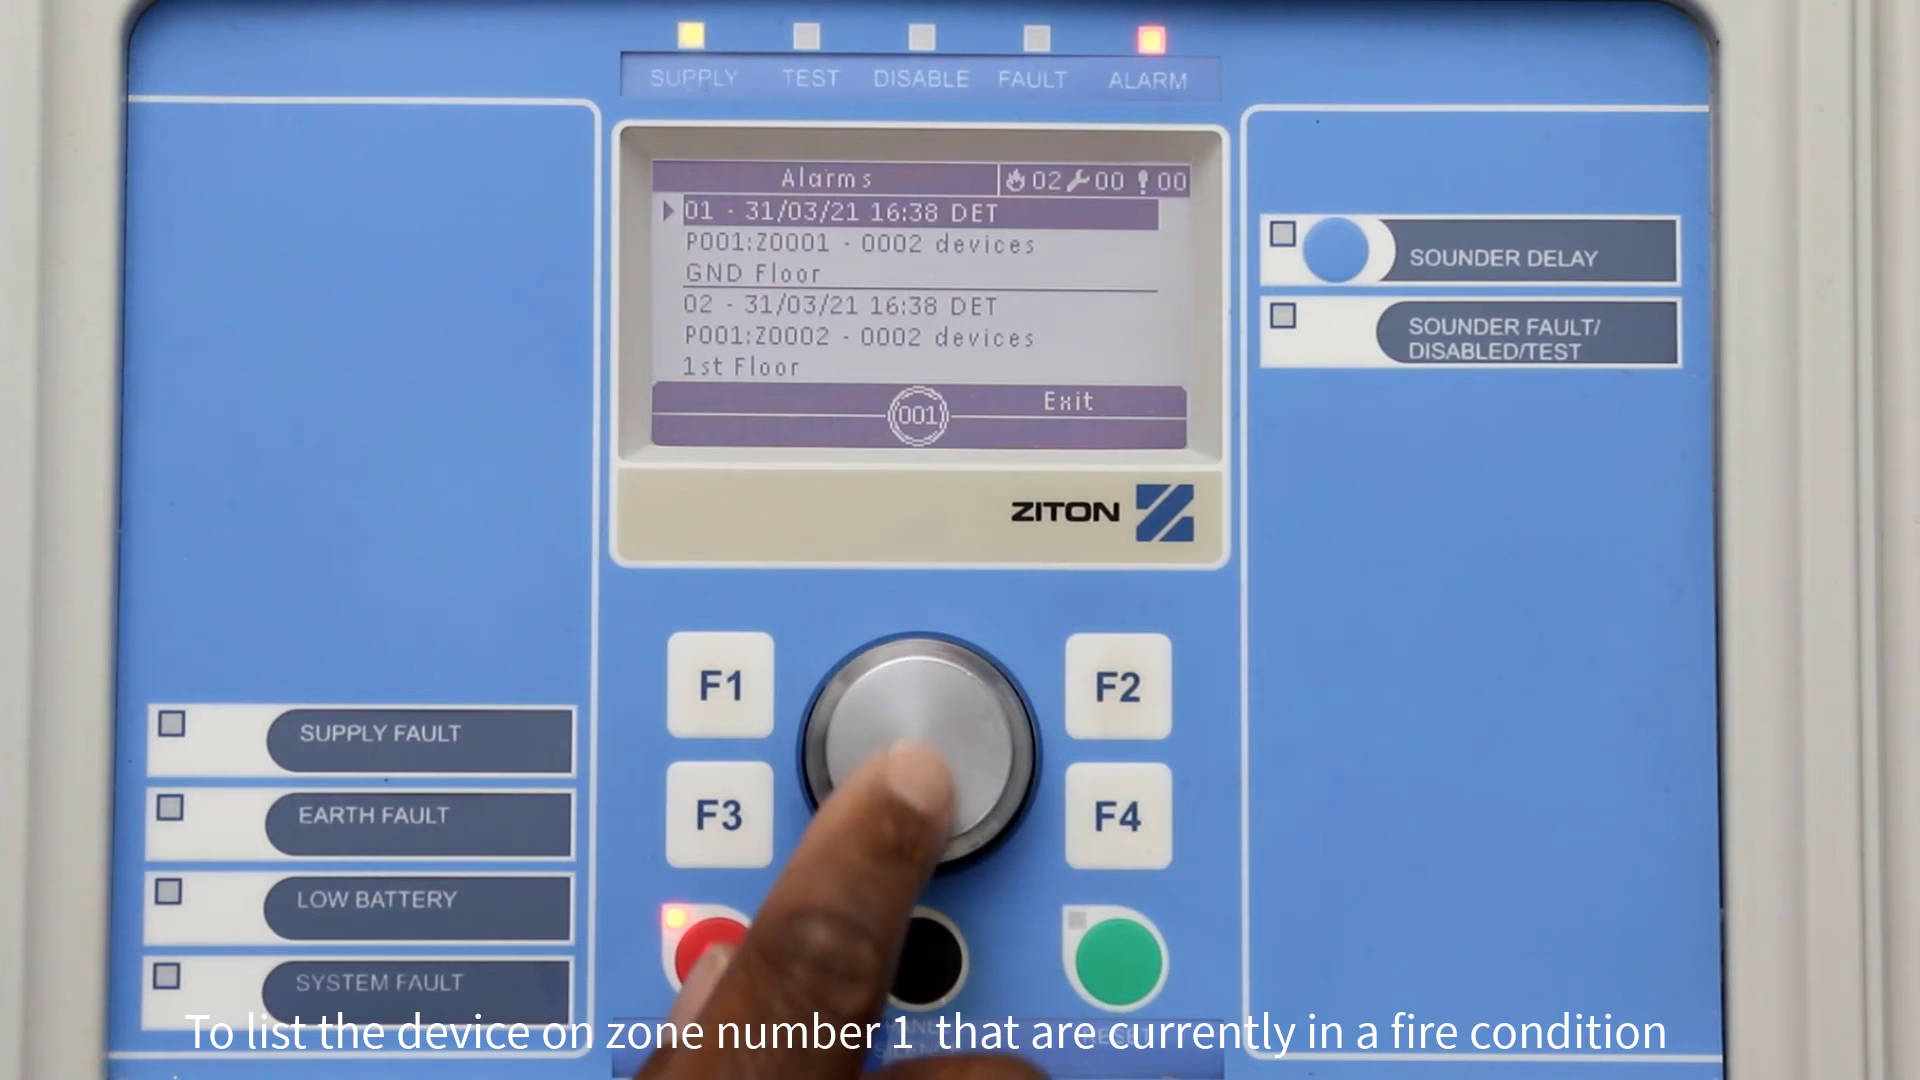 SUPPLY TEST DISABLE FAULT ALARM
Alarms 02 00 00
01 - 31/03/21 16:38 DET
P001:Z0001 - 0002 devices
GND Floor
02 - 31/03/21 16:38 DET
P001:Z0002 - 0002 devices
1st Floor
Exit
001
ZITON
SOUNDER DELAY
SOUNDER FAULT/
DISABLED/TEST
F1 F2
F3 F4
SUPPLY FAULT
EARTH FAULT
LOW BATTERY
SYSTEM FAULT
RESET
To list the device on zone number 1 that are currently in a fire condition